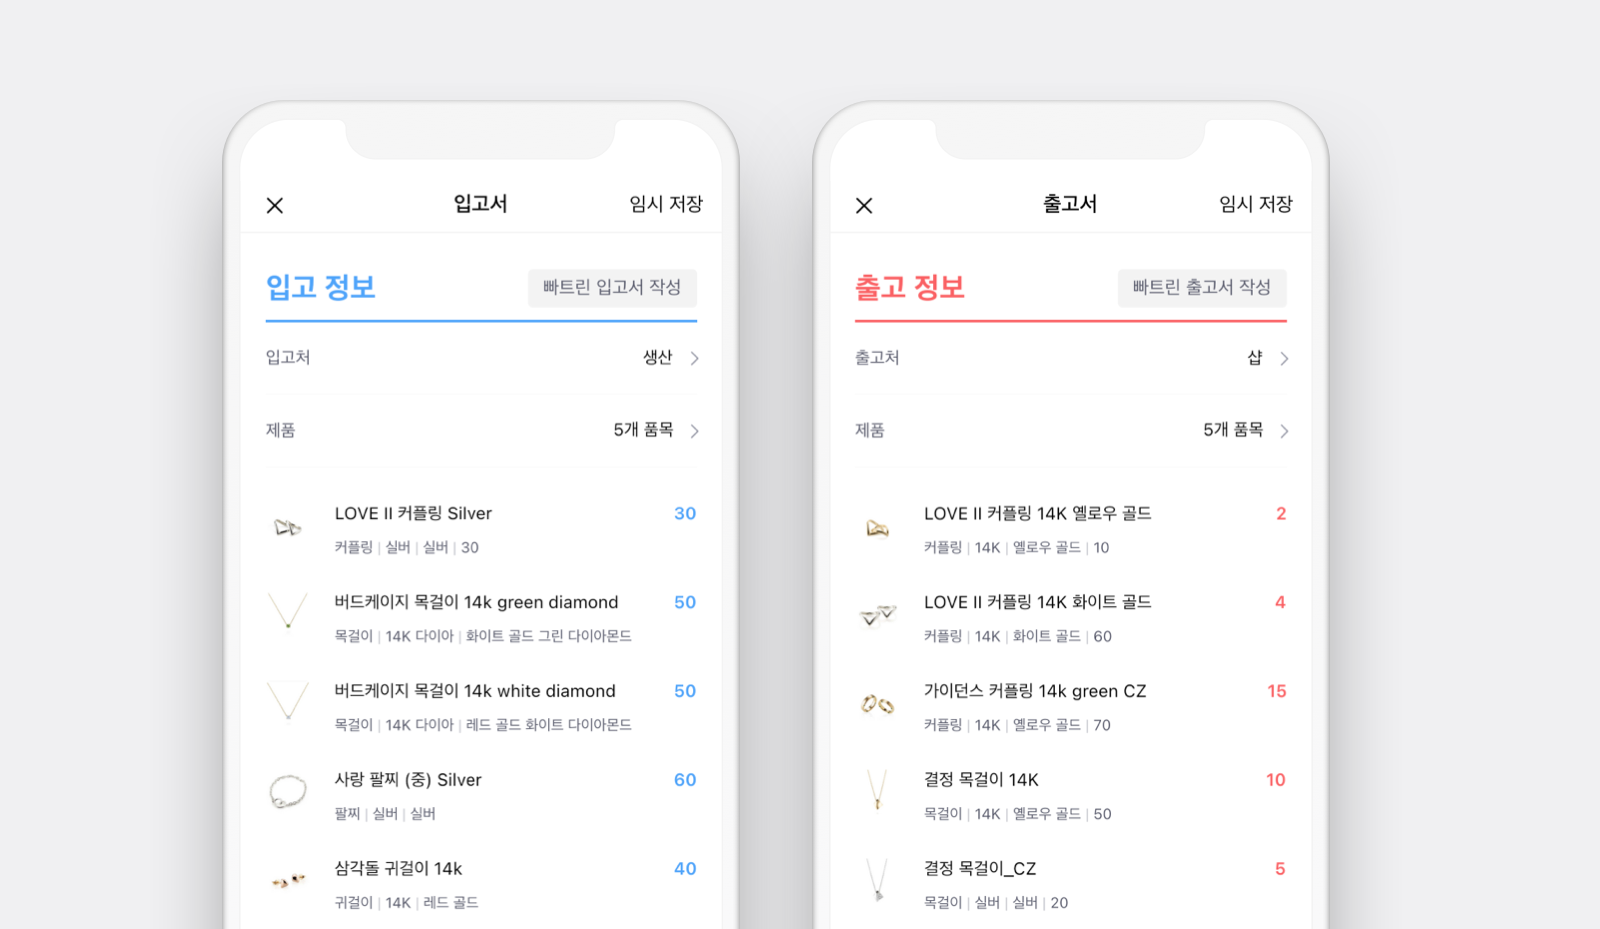 입고서
임시 저장
입고 정보
빠트린 입고서 작성
입고처
생산
제품
5개 품목
LOVE II 커플링 Silver
30
커플링 | 실버 | 실버 | 30
버드케이지 목걸이 14k green diamond
50
목걸이 | 14K 다이아 | 화이트 골드 그린 다이아몬드
버드케이지 목걸이 14k white diamond
50
목걸이 | 14K 다이아 | 레드 골드 화이트 다이아몬드
사랑 팔찌 (중) Silver
60
팔찌 | 실버 | 실버
삼각돌 귀걸이 14k
40
귀걸이 | 14K | 레드 골드
출고서
임시 저장
출고 정보
빠트린 출고서 작성
출고처
샵
제품
5개 품목
LOVE II 커플링 14K 옐로우 골드
2
커플링 | 14K | 옐로우 골드 | 10
LOVE II 커플링 14K 화이트 골드
4
커플링 | 14K | 화이트 골드 | 60
가이던스 커플링 14k green CZ
15
커플링 | 14K | 옐로우 골드 | 70
결정 목걸이 14K
10
목걸이 | 14K | 옐로우 골드 | 50
결정 목걸이_CZ
5
목걸이 | 실버 | 실버 | 20